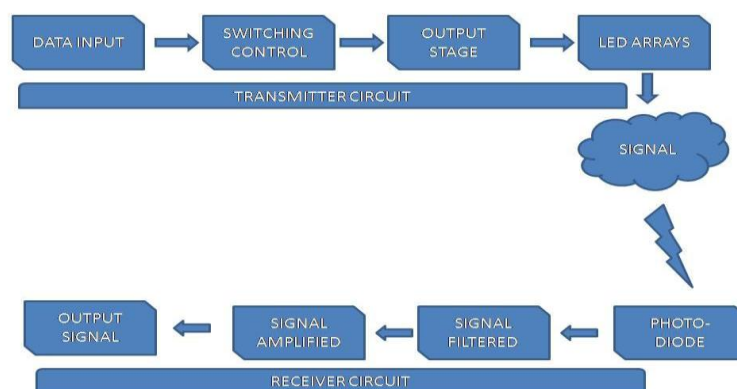 DATA INPUT
SWITCHING
CONTROL
OUTPUT
STAGE
LED ARRAYS
TRANSMITTER CIRCUIT
SIGNAL
PHOTO-
DIODE
SIGNAL
FILTERED
SIGNAL
AMPLIFIED
OUTPUT
SIGNAL
RECEIVER CIRCUIT